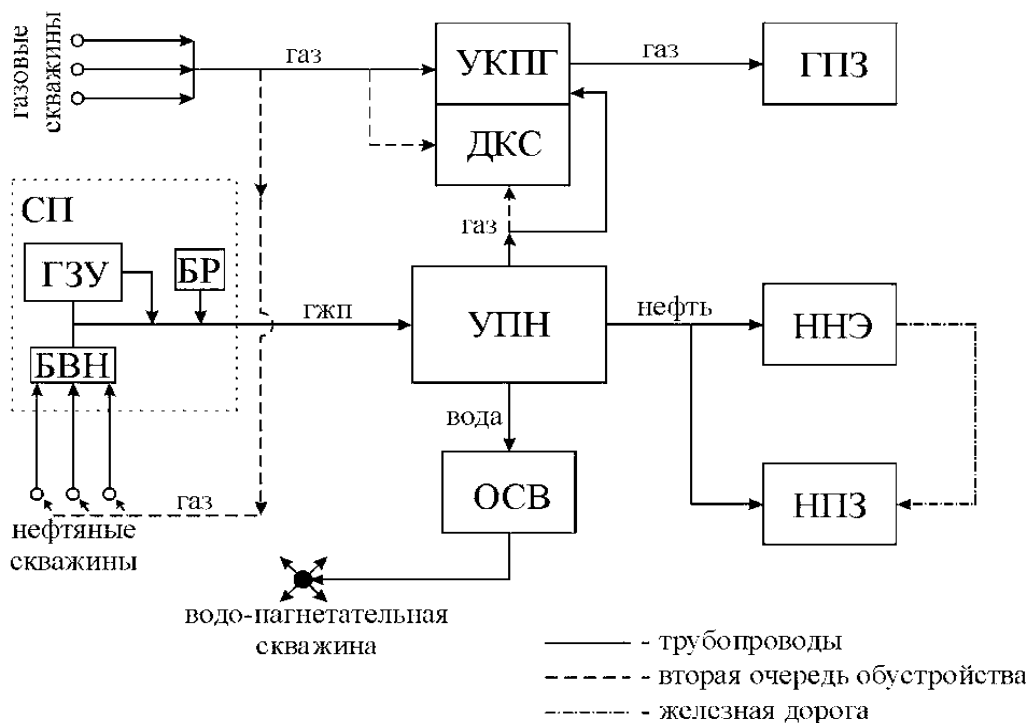 газовые
скважины
газ
УКПГ
газ
ГПЗ
ДКС
СП
газ
ГЗУ
БР
гжп
УПН
нефть
ННЭ
БВН
вода
газ
ОСВ
НПЗ
нефтяные
скважины
водо-пагнетательная
скважина
- трубопроводы
- вторая очередь обустройства
- железная дорога